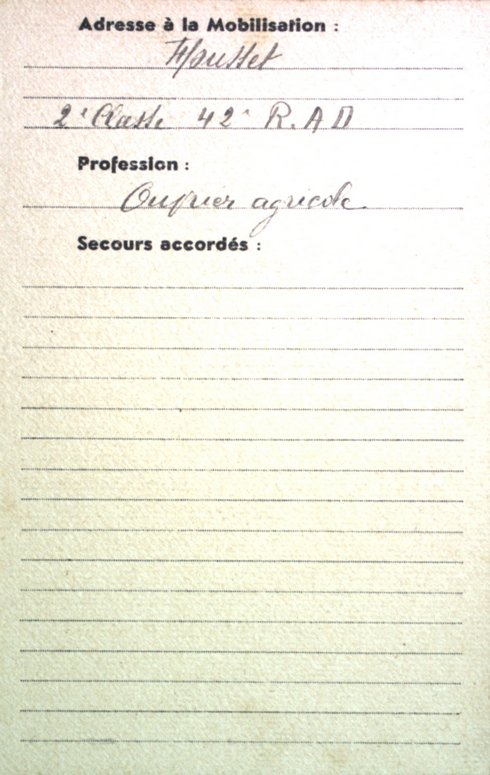 Adresse à la Mobilisation :
2e Classe 42e R.A D
Profession :
Ouvrier agricole
Secours accordés :